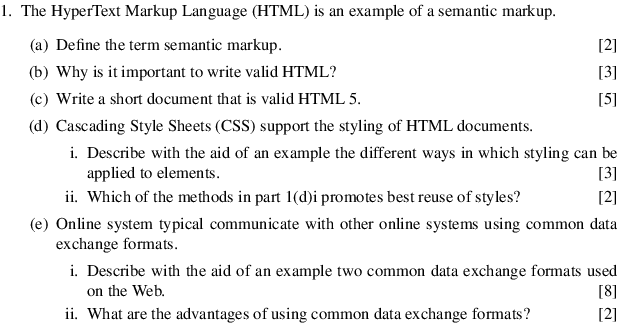 1. The HyperText Markup Language (HTML) is an example of a semantic markup.
(a) Define the term semantic markup. [2]
(b) Why is it important to write valid HTML? [3]
(c) Write a short document that is valid HTML 5. [5]
(d) Cascading Style Sheets (CSS) support the styling of HTML documents.
i. Describe with the aid of an example the different ways in which styling can be
applied to elements. [3]
ii. Which of the methods in part 1(d)i promotes best reuse of styles? [2]
(e) Online system typical communicate with other online systems using common data
exchange formats.
i. Describe with the aid of an example two common data exchange formats used
on the Web. [8]
ii. What are the advantages of using common data exchange formats? [2]